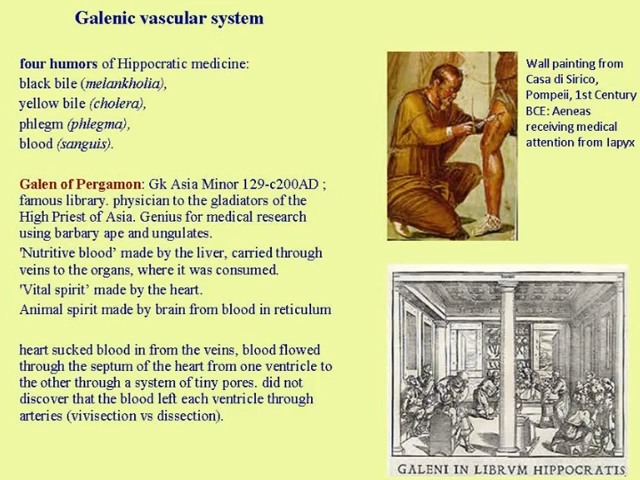 Galenic vascular system
four humors of Hippocratic medicine:
black bile (melankholia),
yellow bile (cholera),
phlegm (phlegma),
blood (sanguis).
Galen of Pergamon: Gk Asia Minor 129-c200AD ;
famous library. physician to the gladiators of the
High Priest of Asia. Genius for medical research
using barbary ape and ungulates.
'Nutritive blood’ made by the liver, carried through
veins to the organs, where it was consumed.
'Vital spirit’ made by the heart.
Animal spirit made by brain from blood in reticulum
heart sucked blood in from the veins, blood flowed
through the septum of the heart from one ventricle to
the other through a system of tiny pores. did not
discover that the blood left each ventricle through
arteries (vivisection vs dissection).
Wall painting from
Casa di Sirico,
Pompeii, 1st Century
BCE: Aeneas
receiving medical
attention from Iapyx
GALENI IN LIBRVM HIPPOCRATIS